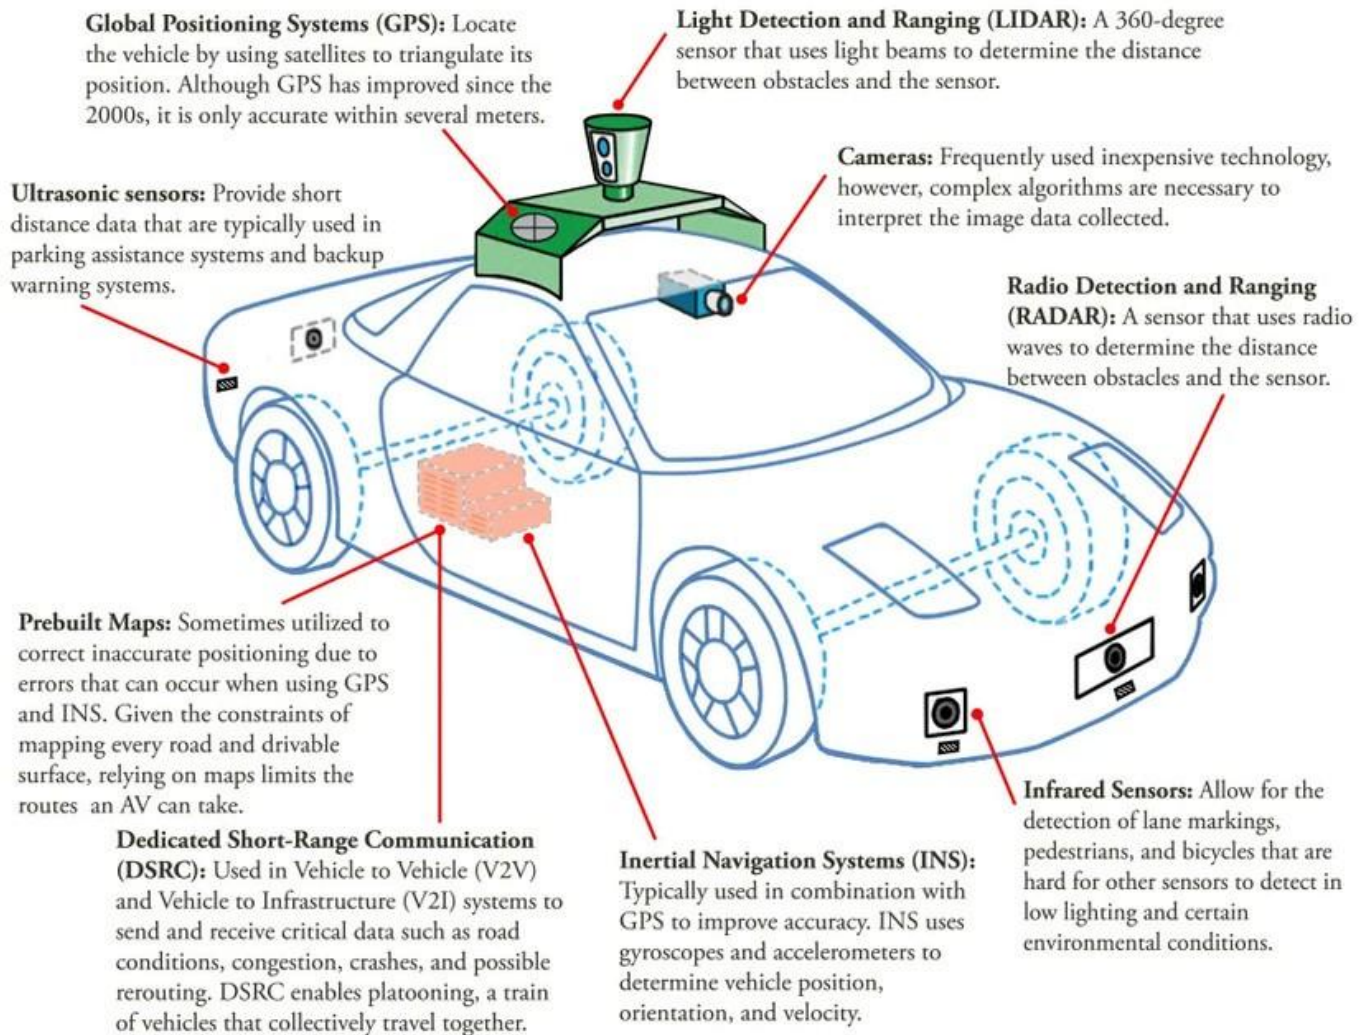 Global Positioning Systems (GPS): Locate
the vehicle by using satellites to triangulate its
position. Although GPS has improved since the
2000s, it is only accurate within several meters.
Light Detection and Ranging (LIDAR): A 360-degree
sensor that uses light beams to determine the distance
between obstacles and the sensor.
Cameras: Frequently used inexpensive technology,
however, complex algorithms are necessary to
interpret the image data collected.
Ultrasonic sensors: Provide short
distance data that are typically used in
parking assistance systems and backup
warning systems.
Radio Detection and Ranging
(RADAR): A sensor that uses radio
waves to determine the distance
between obstacles and the sensor.
Prebuilt Maps: Sometimes utilized to
correct inaccurate positioning due to
errors that can occur when using GPS
and INS. Given the constraints of
mapping every road and drivable
surface, relying on maps limits the
routes an AV can take.
Dedicated Short-Range Communication
(DSRC): Used in Vehicle to Vehicle (V2V)
and Vehicle to Infrastructure (V2I) systems to
send and receive critical data such as road
conditions, congestion, crashes, and possible
rerouting. DSRC enables platooning, a train
of vehicles that collectively travel together.
Inertial Navigation Systems (INS):
Typically used in combination with
GPS to improve accuracy. INS uses
gyroscopes and accelerometers to
determine vehicle position,
orientation, and velocity.
Infrared Sensors: Allow for the
detection of lane markings,
pedestrians, and bicycles that are
hard for other sensors to detect in
low lighting and certain
environmental conditions.